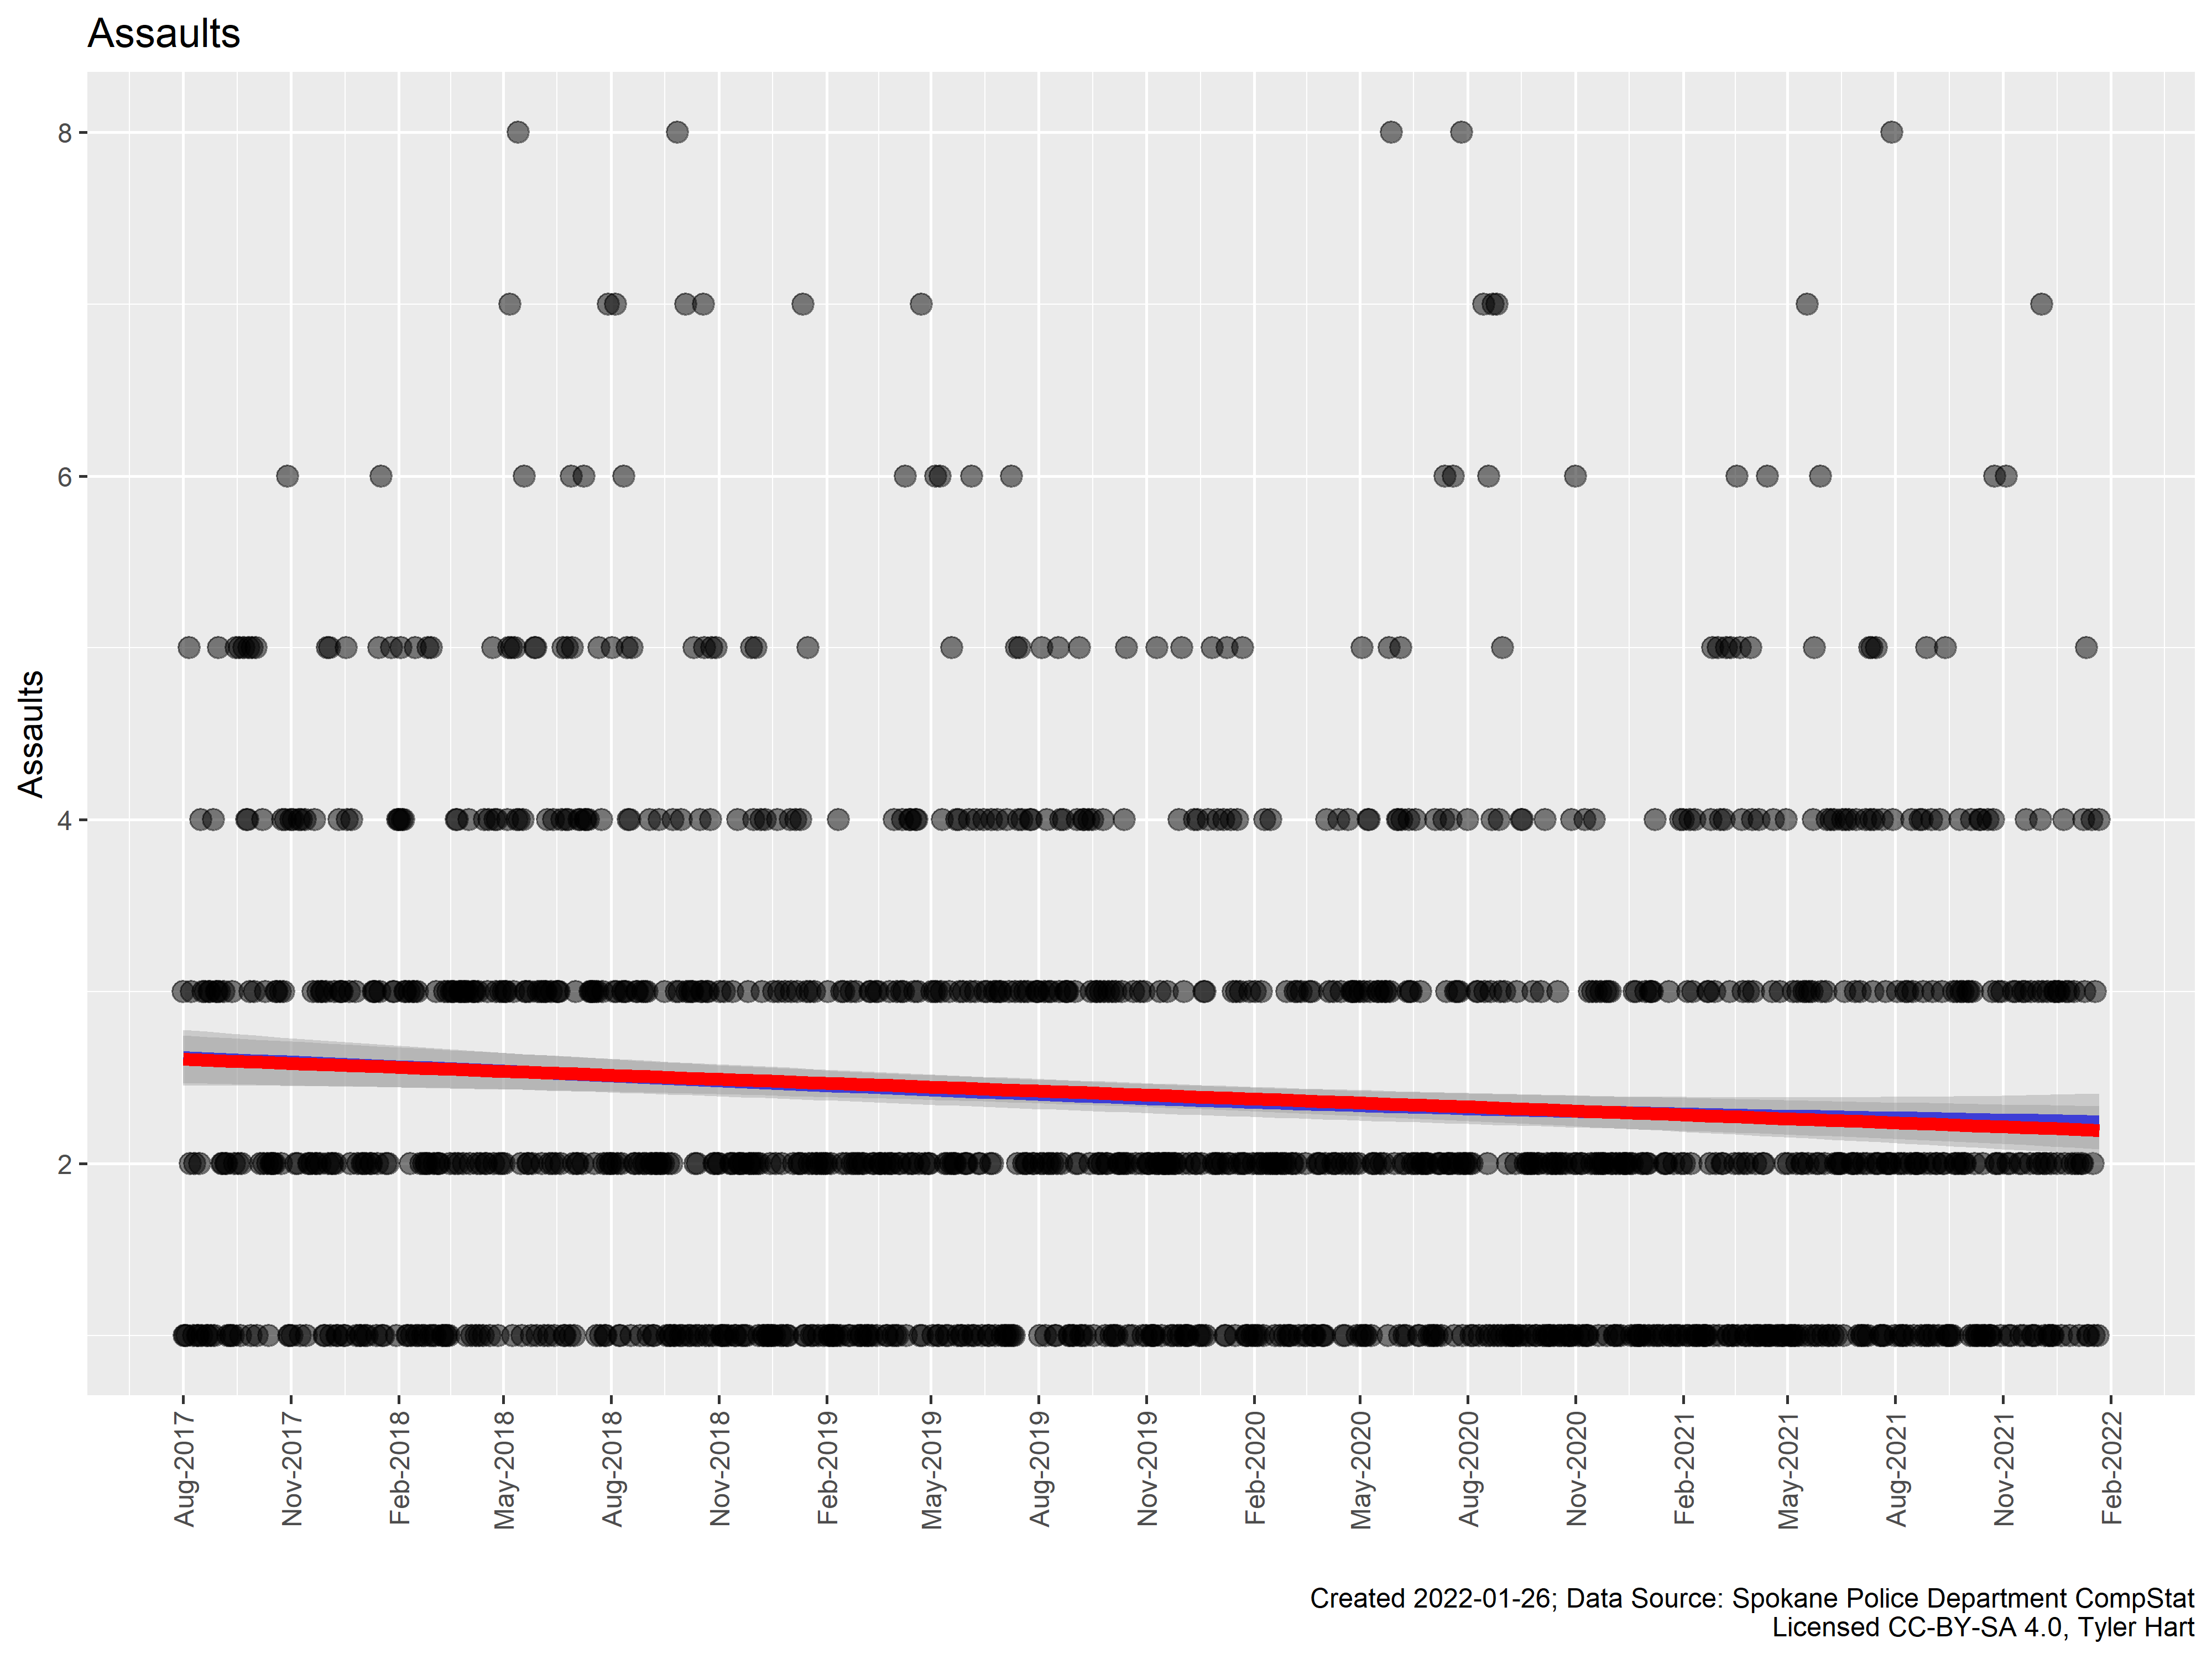 Assaults
8
6
4
2
Assaults
Aug-2017
Nov-2017
Feb-2018
May-2018
Aug-2018
Nov-2018
Feb-2019
May-2019
Aug-2019
Nov-2019
Feb-2020
May-2020
Aug-2020
Nov-2020
Feb-2021
May-2021
Aug-2021
Nov-2021
Feb-2022
Created 2022-01-26; Data Source: Spokane Police Department CompStat
Licensed CC-BY-SA 4.0, Tyler Hart